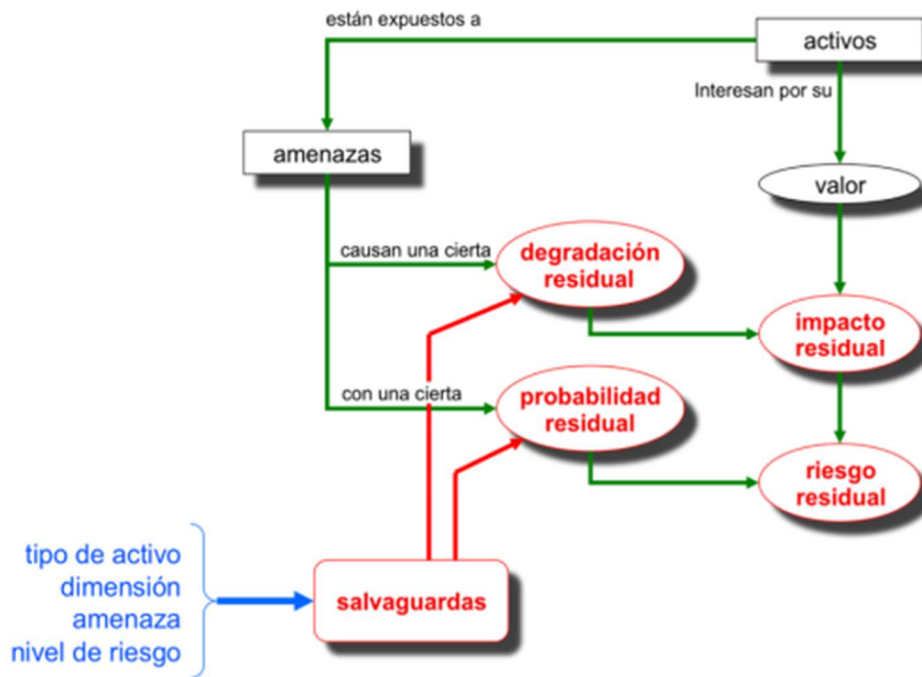 están expuestos a
activos
Interesan por su
amenazas
valor
causan una cierta
degradación
residual
impacto
residual
con una cierta
probabilidad
residual
riesgo
residual
tipo de activo
dimensión
amenaza
nivel de riesgo
salvaguardas